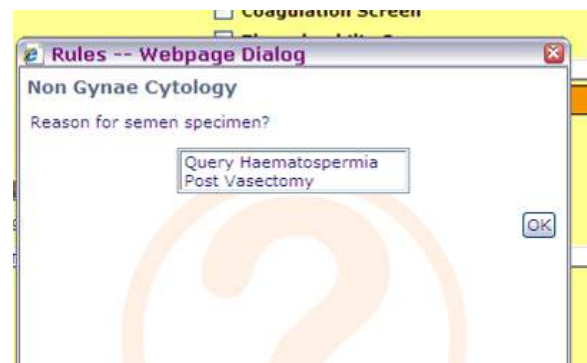 Coagulation Screen
Rules -- Webpage Dialog
Non Gynae Cytology
Reason for semen specimen?
Query Haematospermia
Post Vasectomy
OK